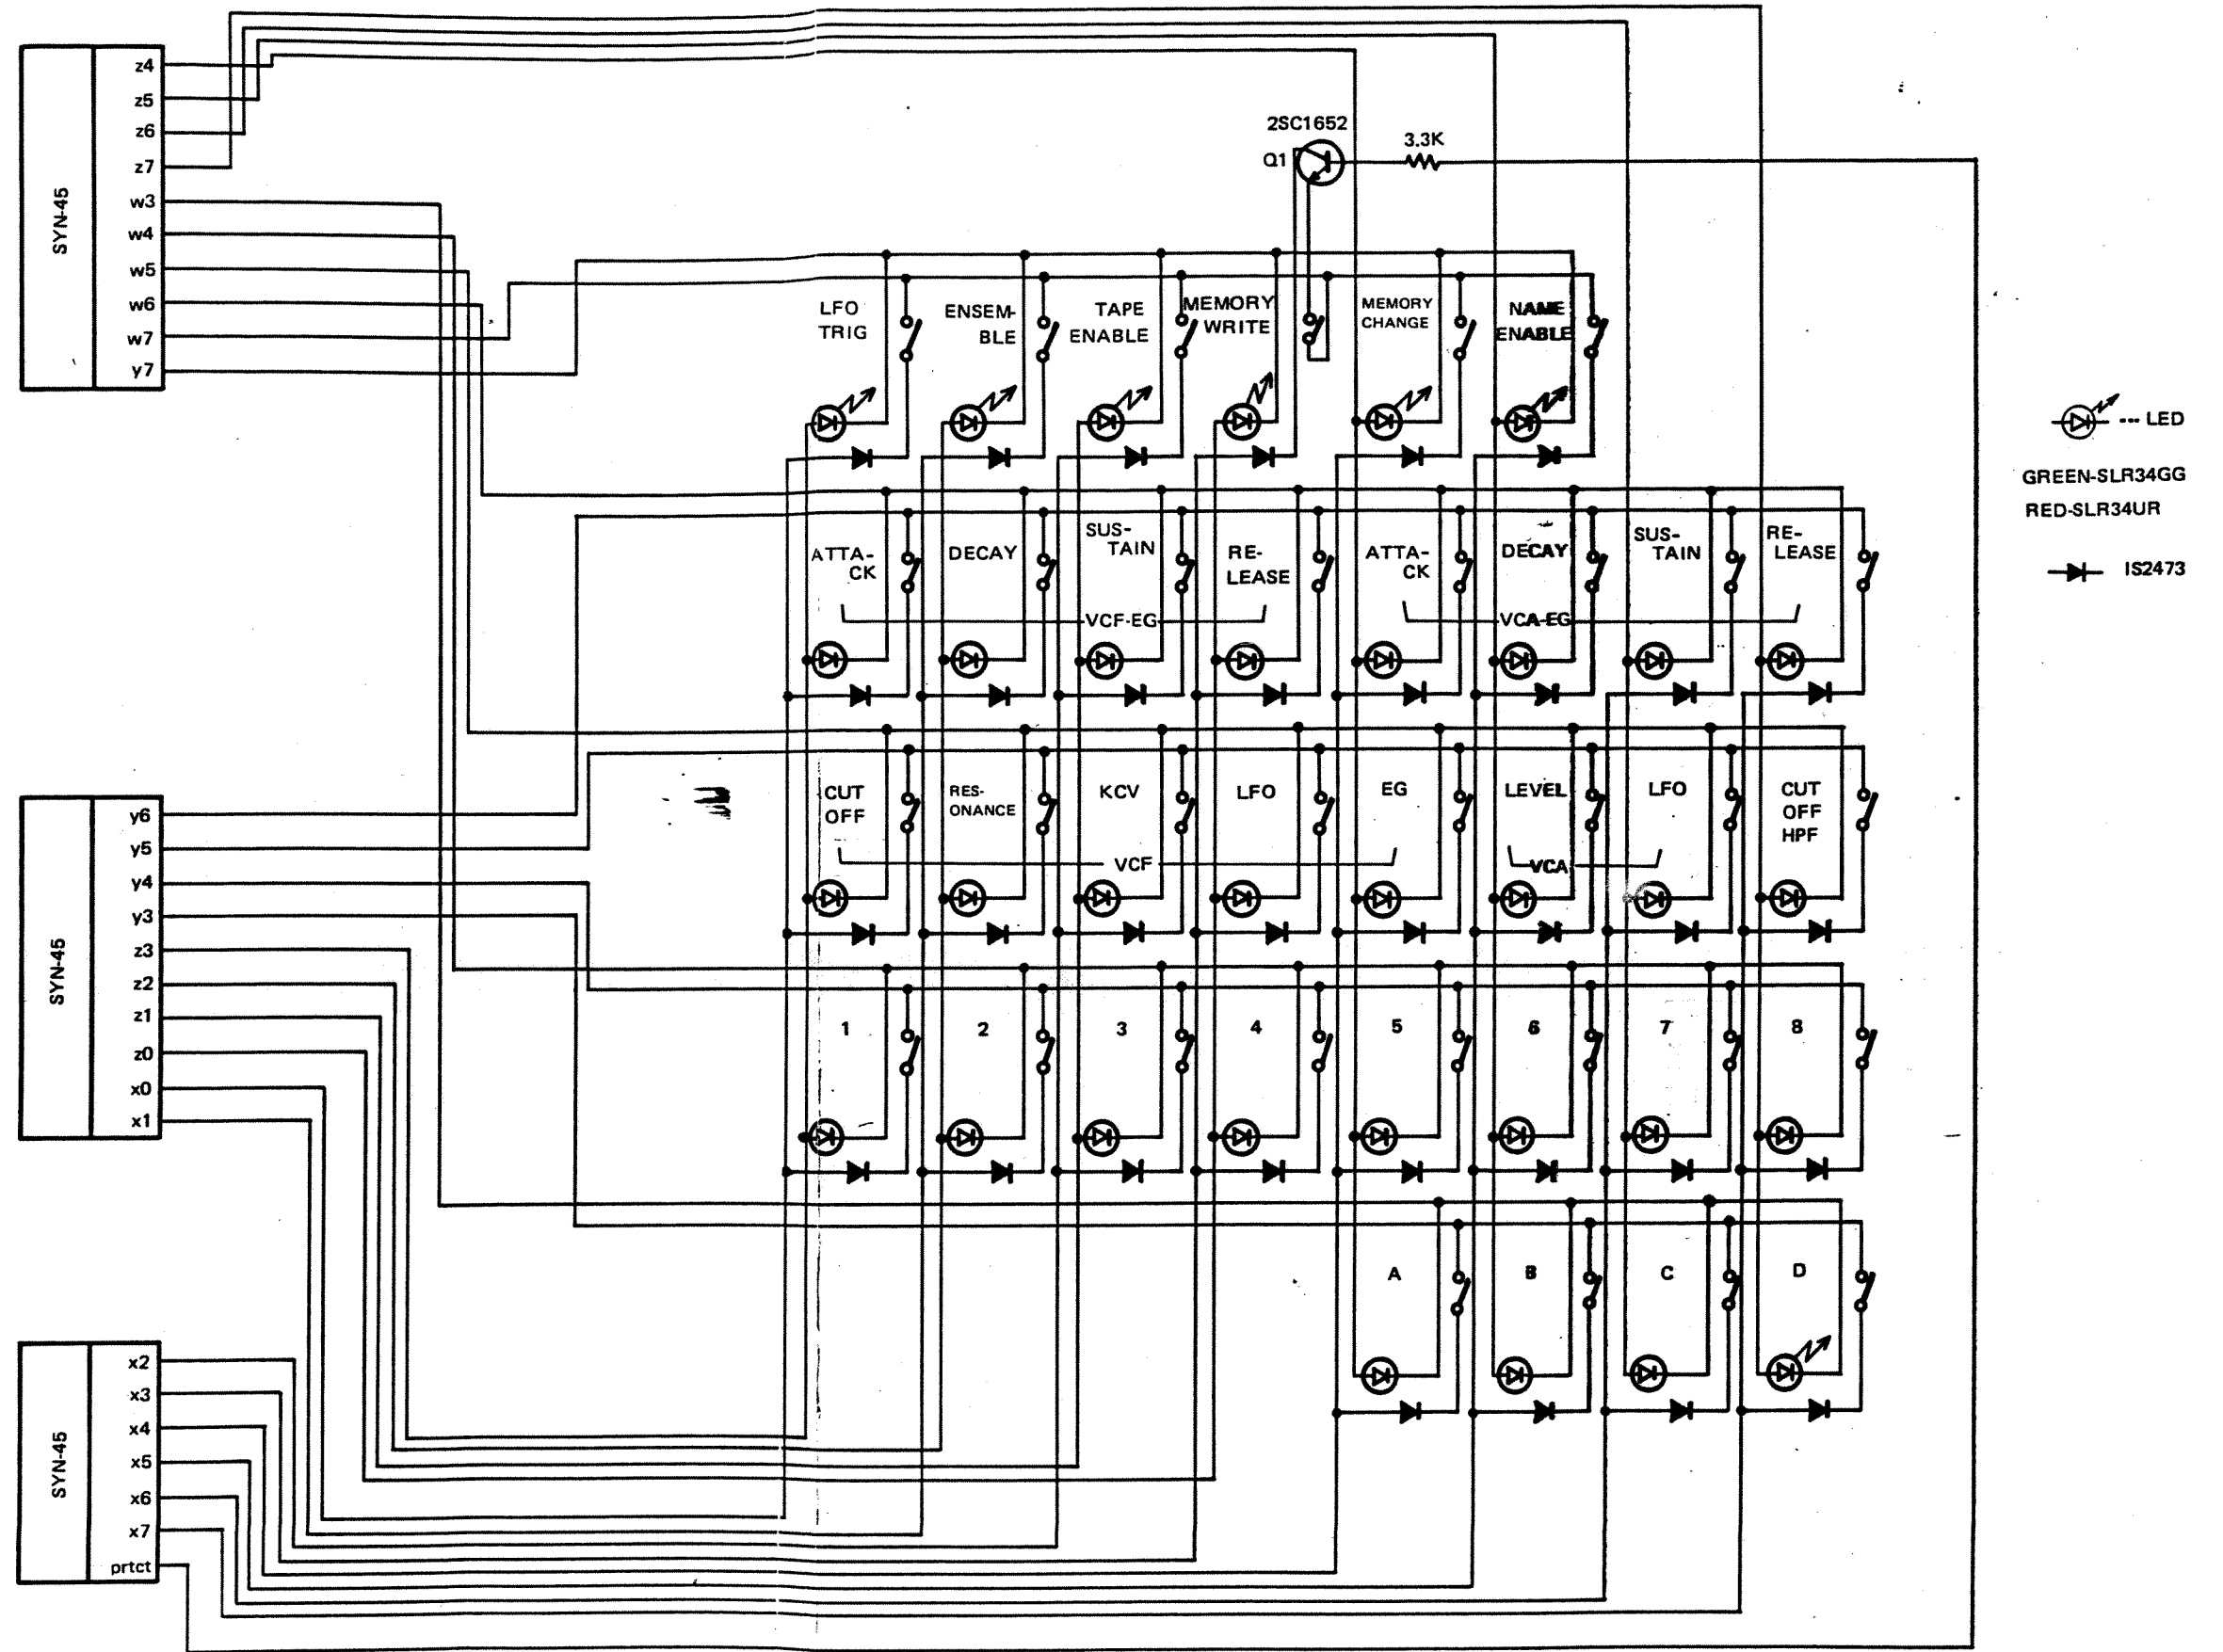 SYN-45
z4
z5
z6
z7
w3
w4
w5
w6
w7
y7
2SC1652
Q1
3.3K
LFO
TRIG
ENSEM-
BLE
TAPE
ENABLE
MEMORY
WRITE
MEMORY
CHANGE
NAME
ENABLE
--- LED
GREEN-SLR34GG
RED-SLR34UR
IS2473
ATTA-
CK
DECAY
SUS-
TAIN
RE-
LEASE
ATTA-
CK
DECAY
SUS-
TAIN
RE-
LEASE
VCF-EG
VCA-EG
SYN-45
y6
y5
y4
y3
z3
z2
z1
z0
x0
x1
CUT
OFF
RES-
ONANCE
KCV
LFO
EG
LEVEL
LFO
CUT
OFF
HPF
VCF
VCA
1
2
3
4
5
6
7
8
A
B
C
D
SYN-45
x2
x3
x4
x5
x6
x7
prtct